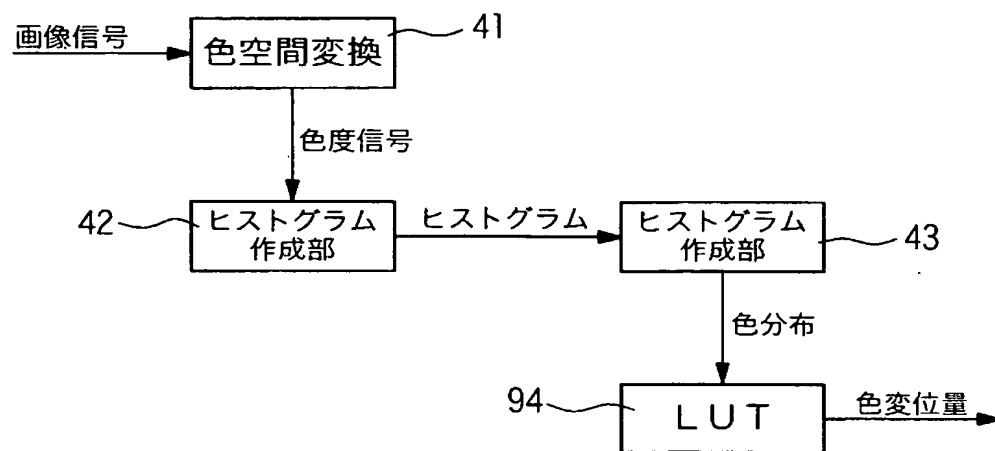 画像信号
色空間変換
41
色度信号
42
ヒストグラム
作成部
ヒストグラム
ヒストグラム
作成部
43
色分布
94
LUT
色変位量